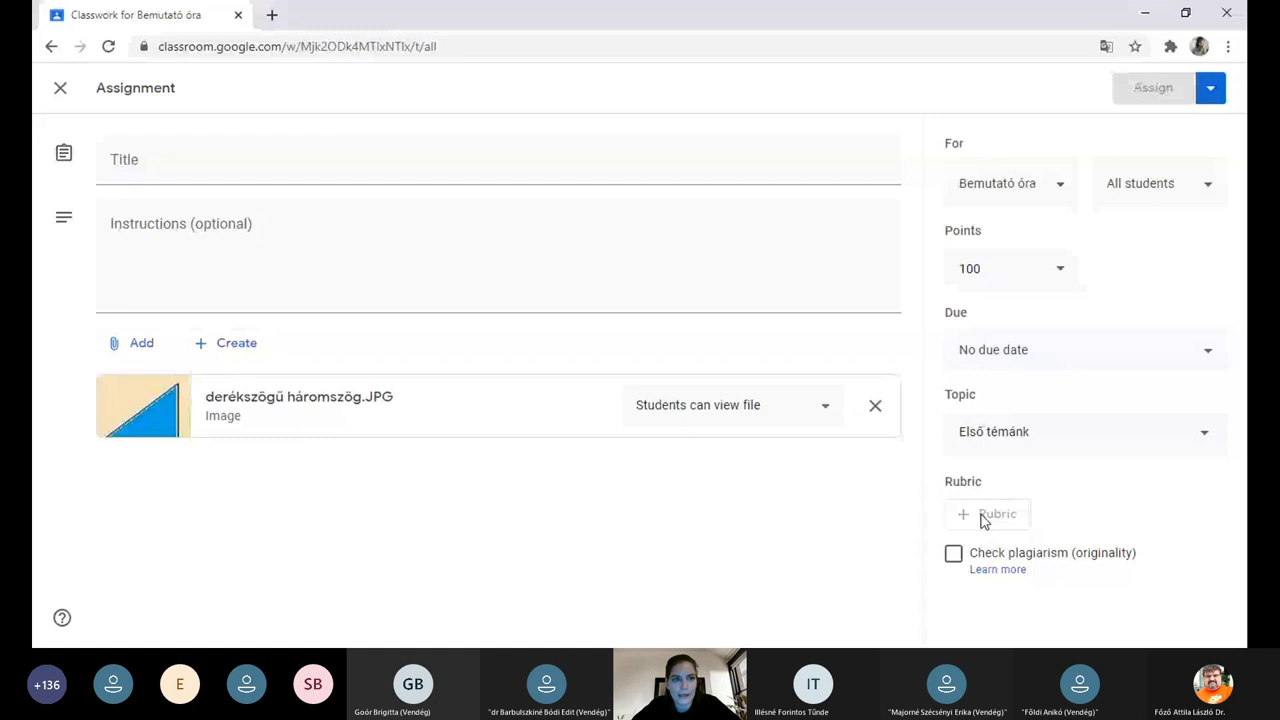 Classwork for Bemutató óra
classroom.google.com/w/Mjk2ODk4MTIxNTIx/t/all
Assignment
Assign
Title
Instructions (optional)
Add
Create
derékszögű háromszög.JPG
Image
Students can view file
For
Bemutató óra
All students
Points
100
Due
No due date
Topic
Első témánk
Rubric
Rubric
Check plagiarism (originality)
Learn more
+136
E
SB
GB
Goór Brigitta (Vendég)
"dr Barbulszkiné Bódi Edit (Vendég)"
IT
Illésné Forintos Tünde
"Majorné Szécsényi Erika (Vendég)"
"Földi Anikó (Vendég)"
Főző Attila László Dr.